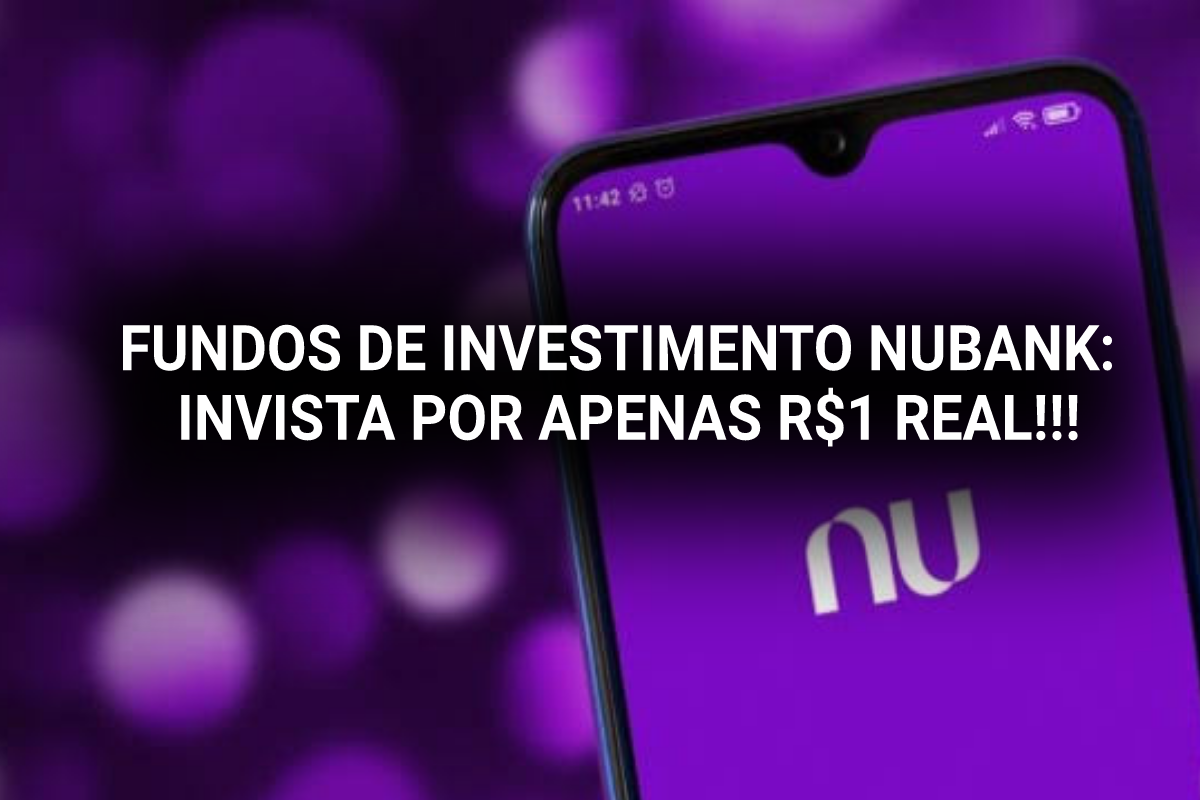 11:42
FUNDOS DE INVESTIMENTO NUBANK:
INVISTA POR APENAS R$1 REAL!!!
nu